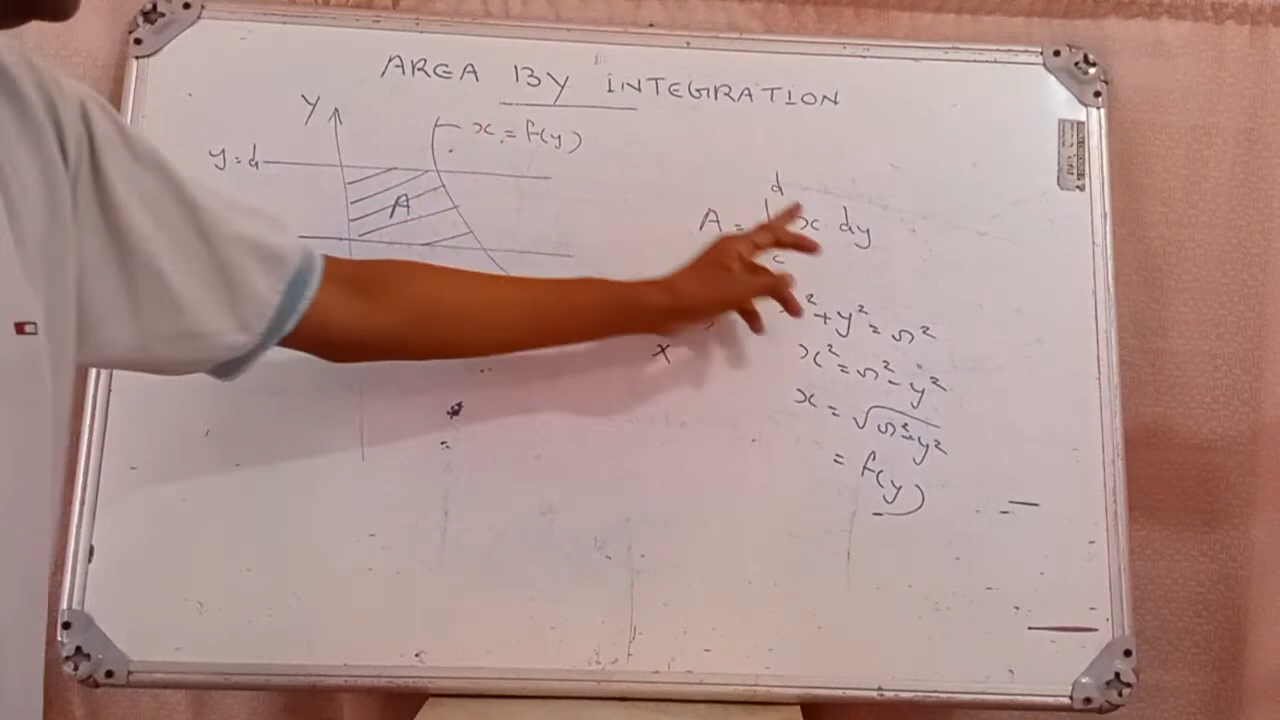 AREA BY INTEGRATION
Y
x = f(y)
y = d
A
A = ∫ x dy
d
c
x² + y² = r²
x² = r² - y²
x = √r² - y²
= f(y)
X